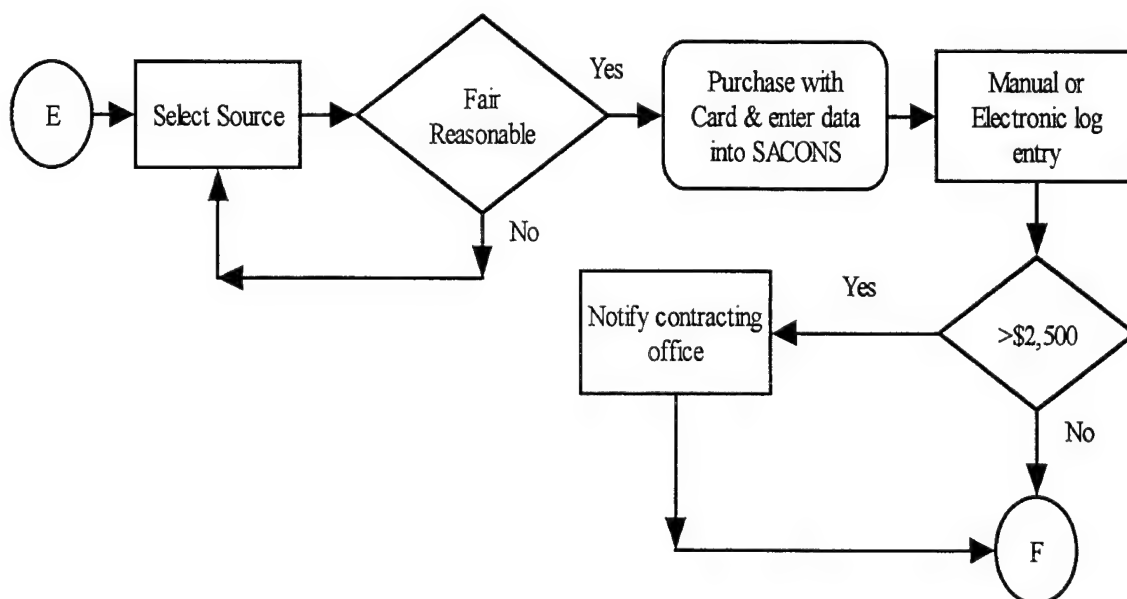 E
Select Source
Fair
Reasonable
Yes
No
Purchase with
Card & enter data
into SACONS
Manual or
Electronic log
entry
>$2,500
Yes
Notify contracting
office
No
F